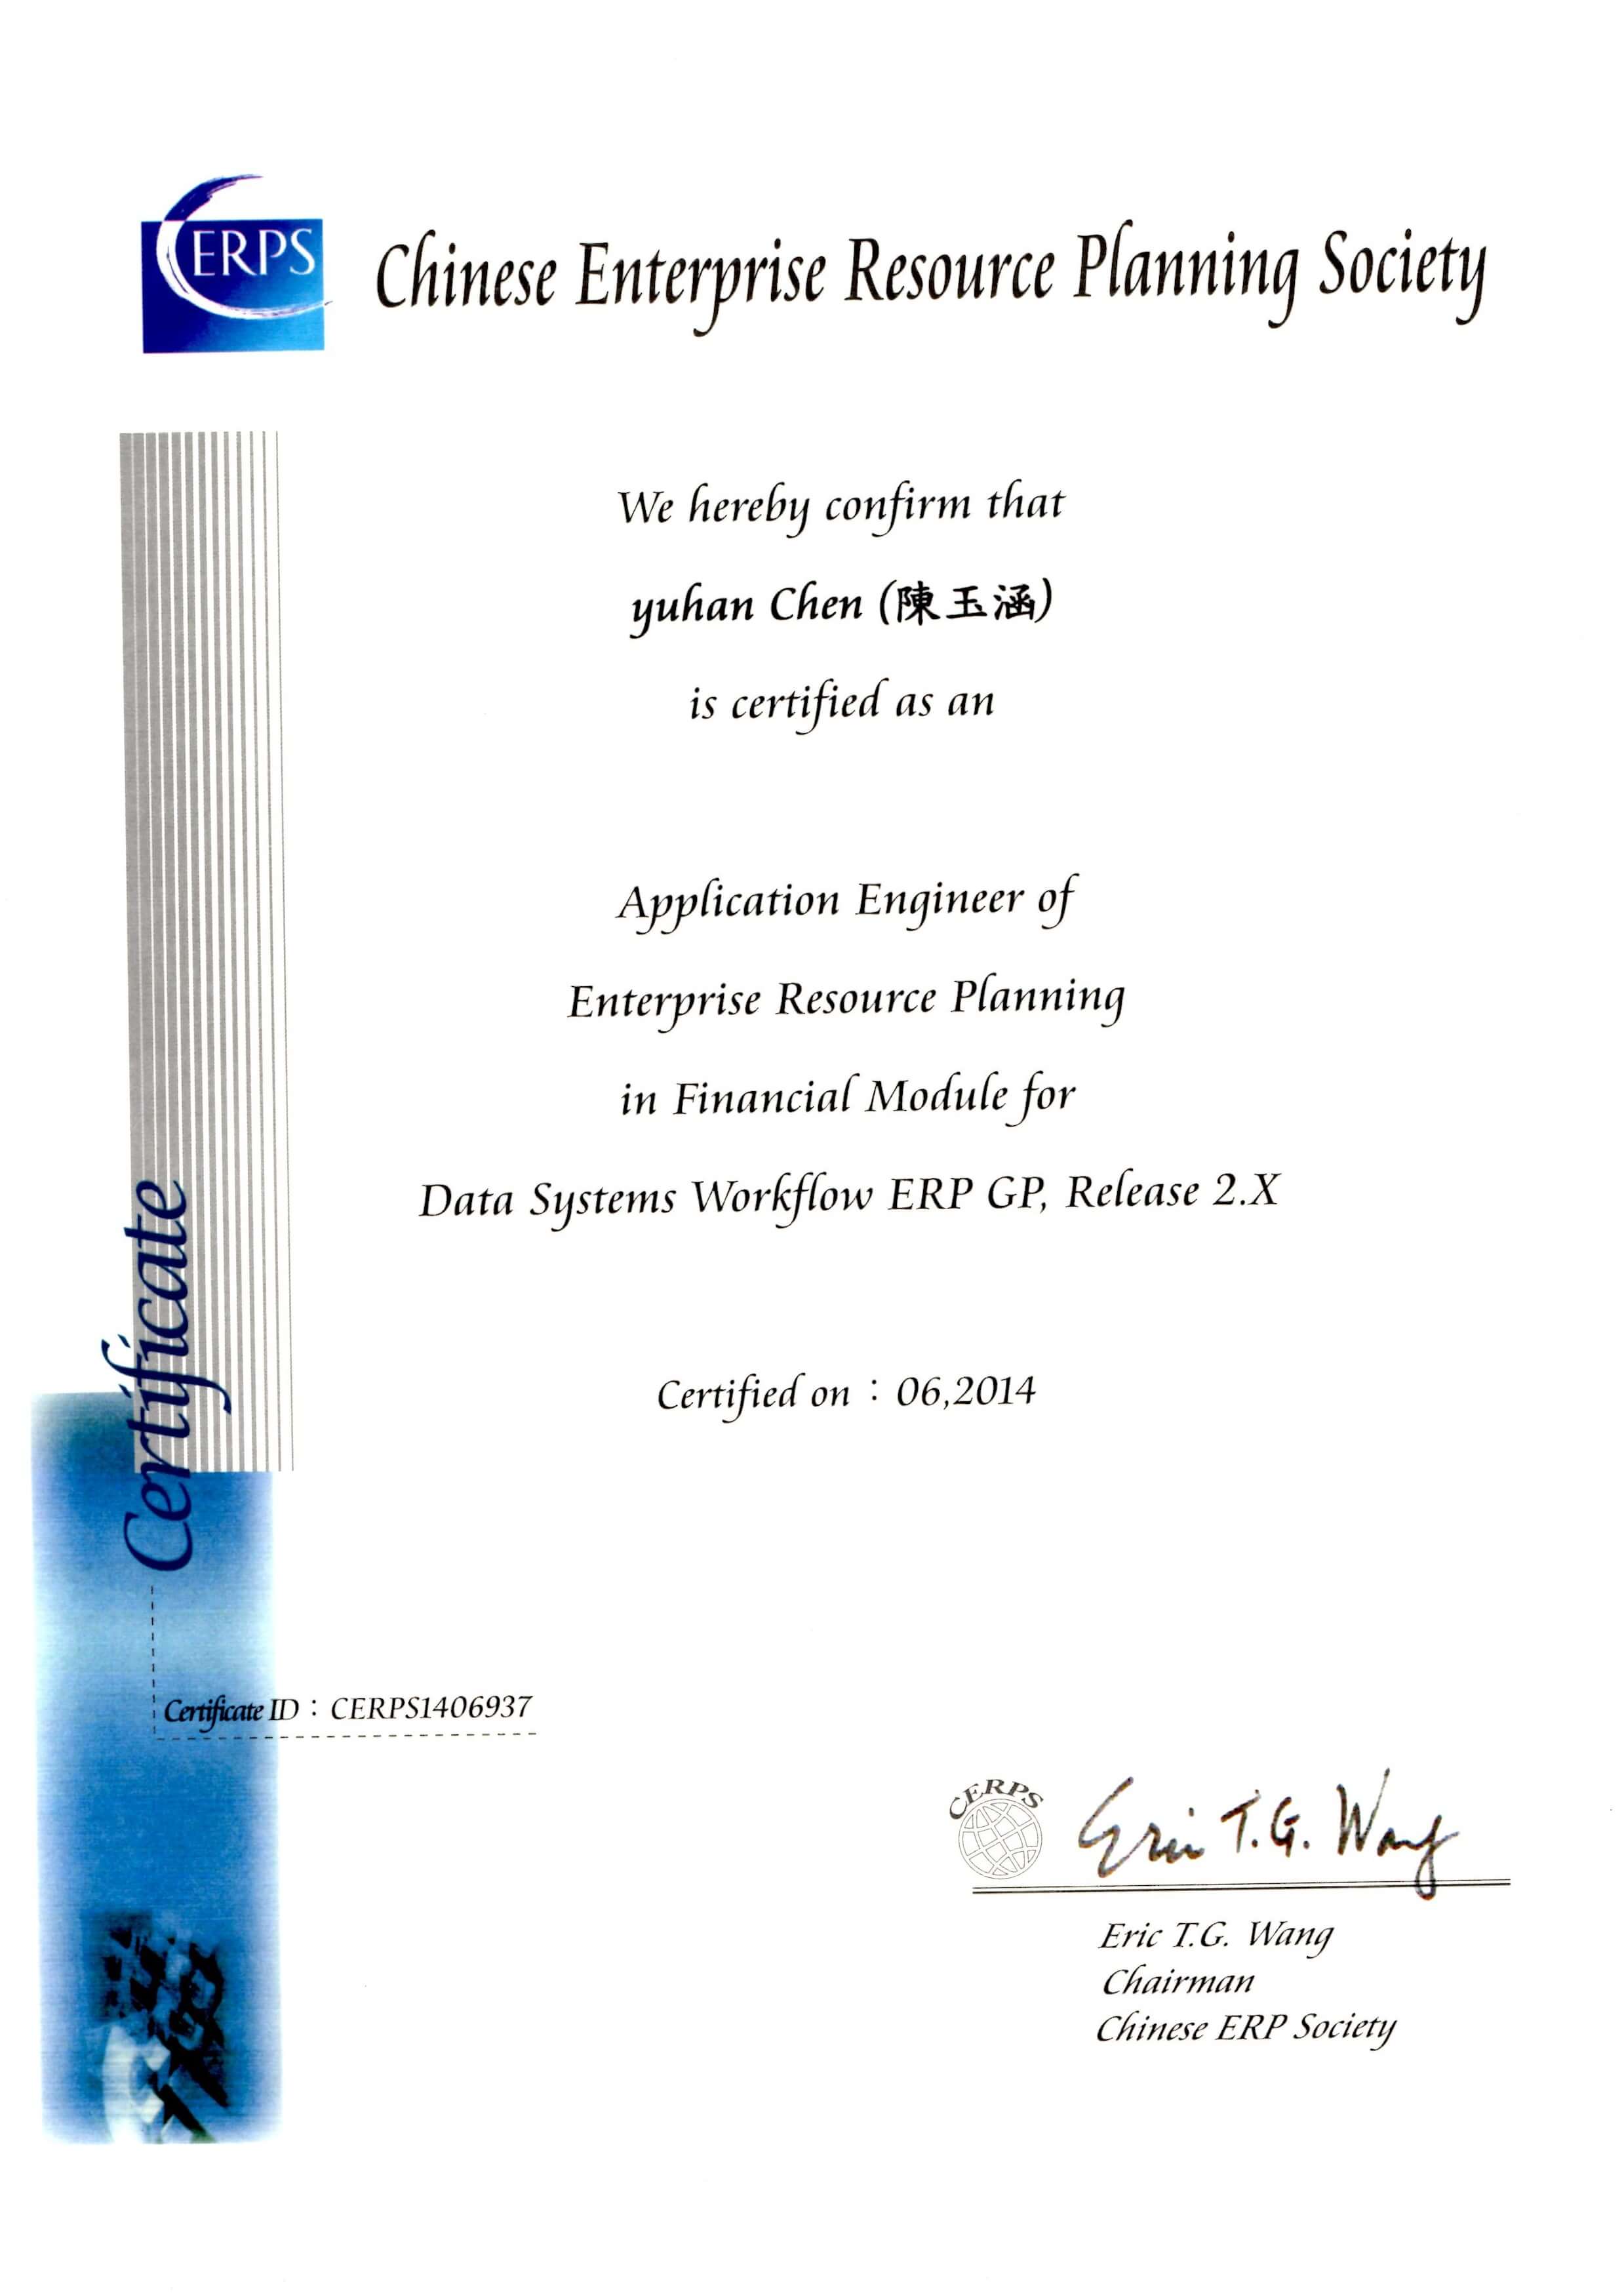 CERPS
Chinese Enterprise Resource Planning Society
We hereby confirm that
yuhan Chen (陳玉涵)
is certified as an
Application Engineer of
Enterprise Resource Planning
in Financial Module for
Data Systems Workflow ERP GP, Release 2.X
Certified on：06,2014
Certificate
Certificate ID：CERPS1406937
CERPS
Eric T.G. Wang
Eric T.G. Wang
Chairman
Chinese ERP Society